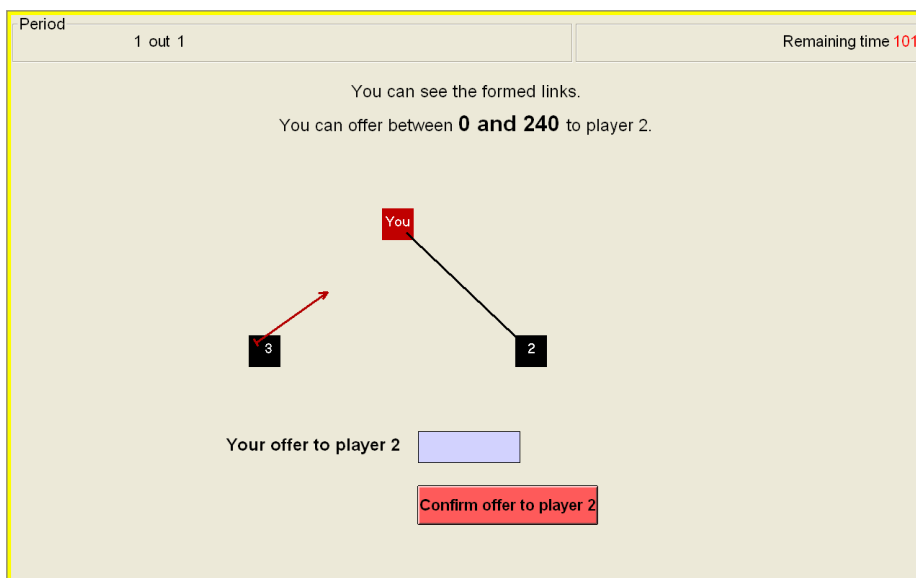 Period
1 out 1
Remaining time 101
You can see the formed links.
You can offer between 0 and 240 to player 2.
You
3
2
Your offer to player 2
Confirm offer to player 2